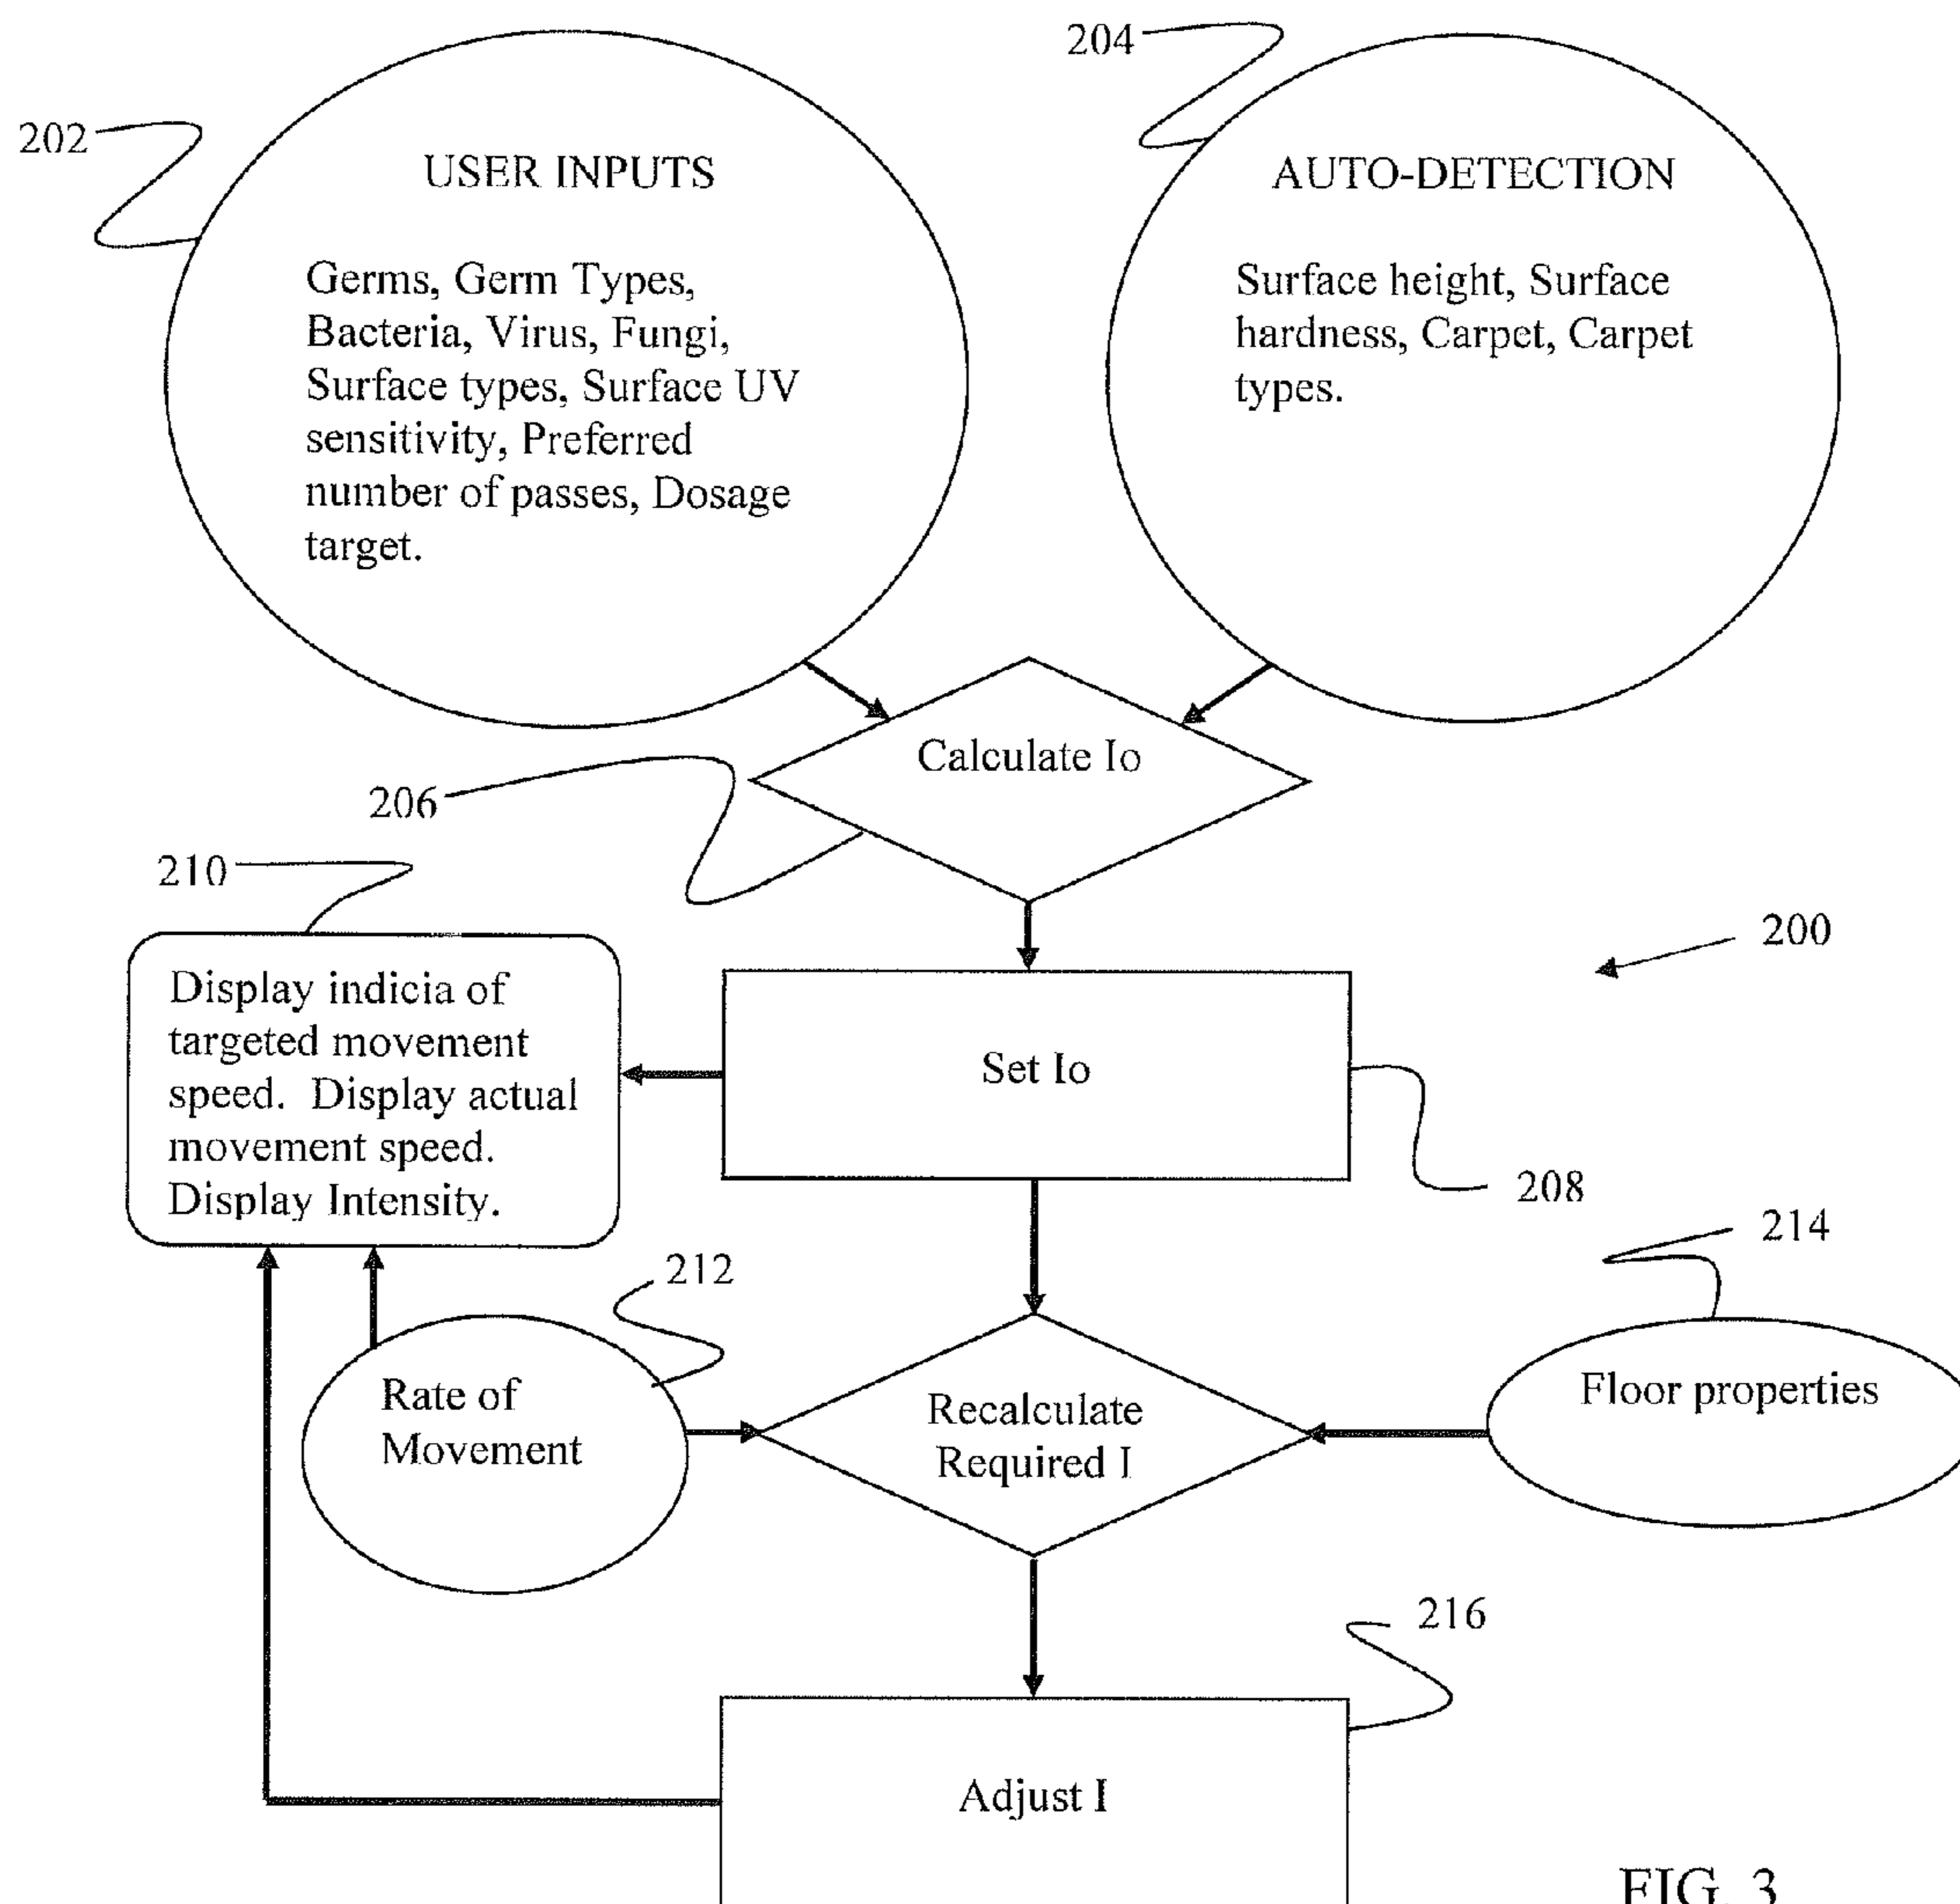 204
202
USER INPUTS
Germs, Germ Types,
Bacteria, Virus, Fungi,
Surface types, Surface UV
sensitivity, Preferred
number of passes, Dosage
target.
AUTO-DETECTION
Surface height, Surface
hardness, Carpet, Carpet
types.
Calculate Io
206
210
200
Display indicia of
targeted movement
speed. Display actual
movement speed.
Display Intensity.
Set Io
208
214
212
Rate of
Movement
Recalculate
Required I
Floor properties
216
Adjust I
FIG. 3